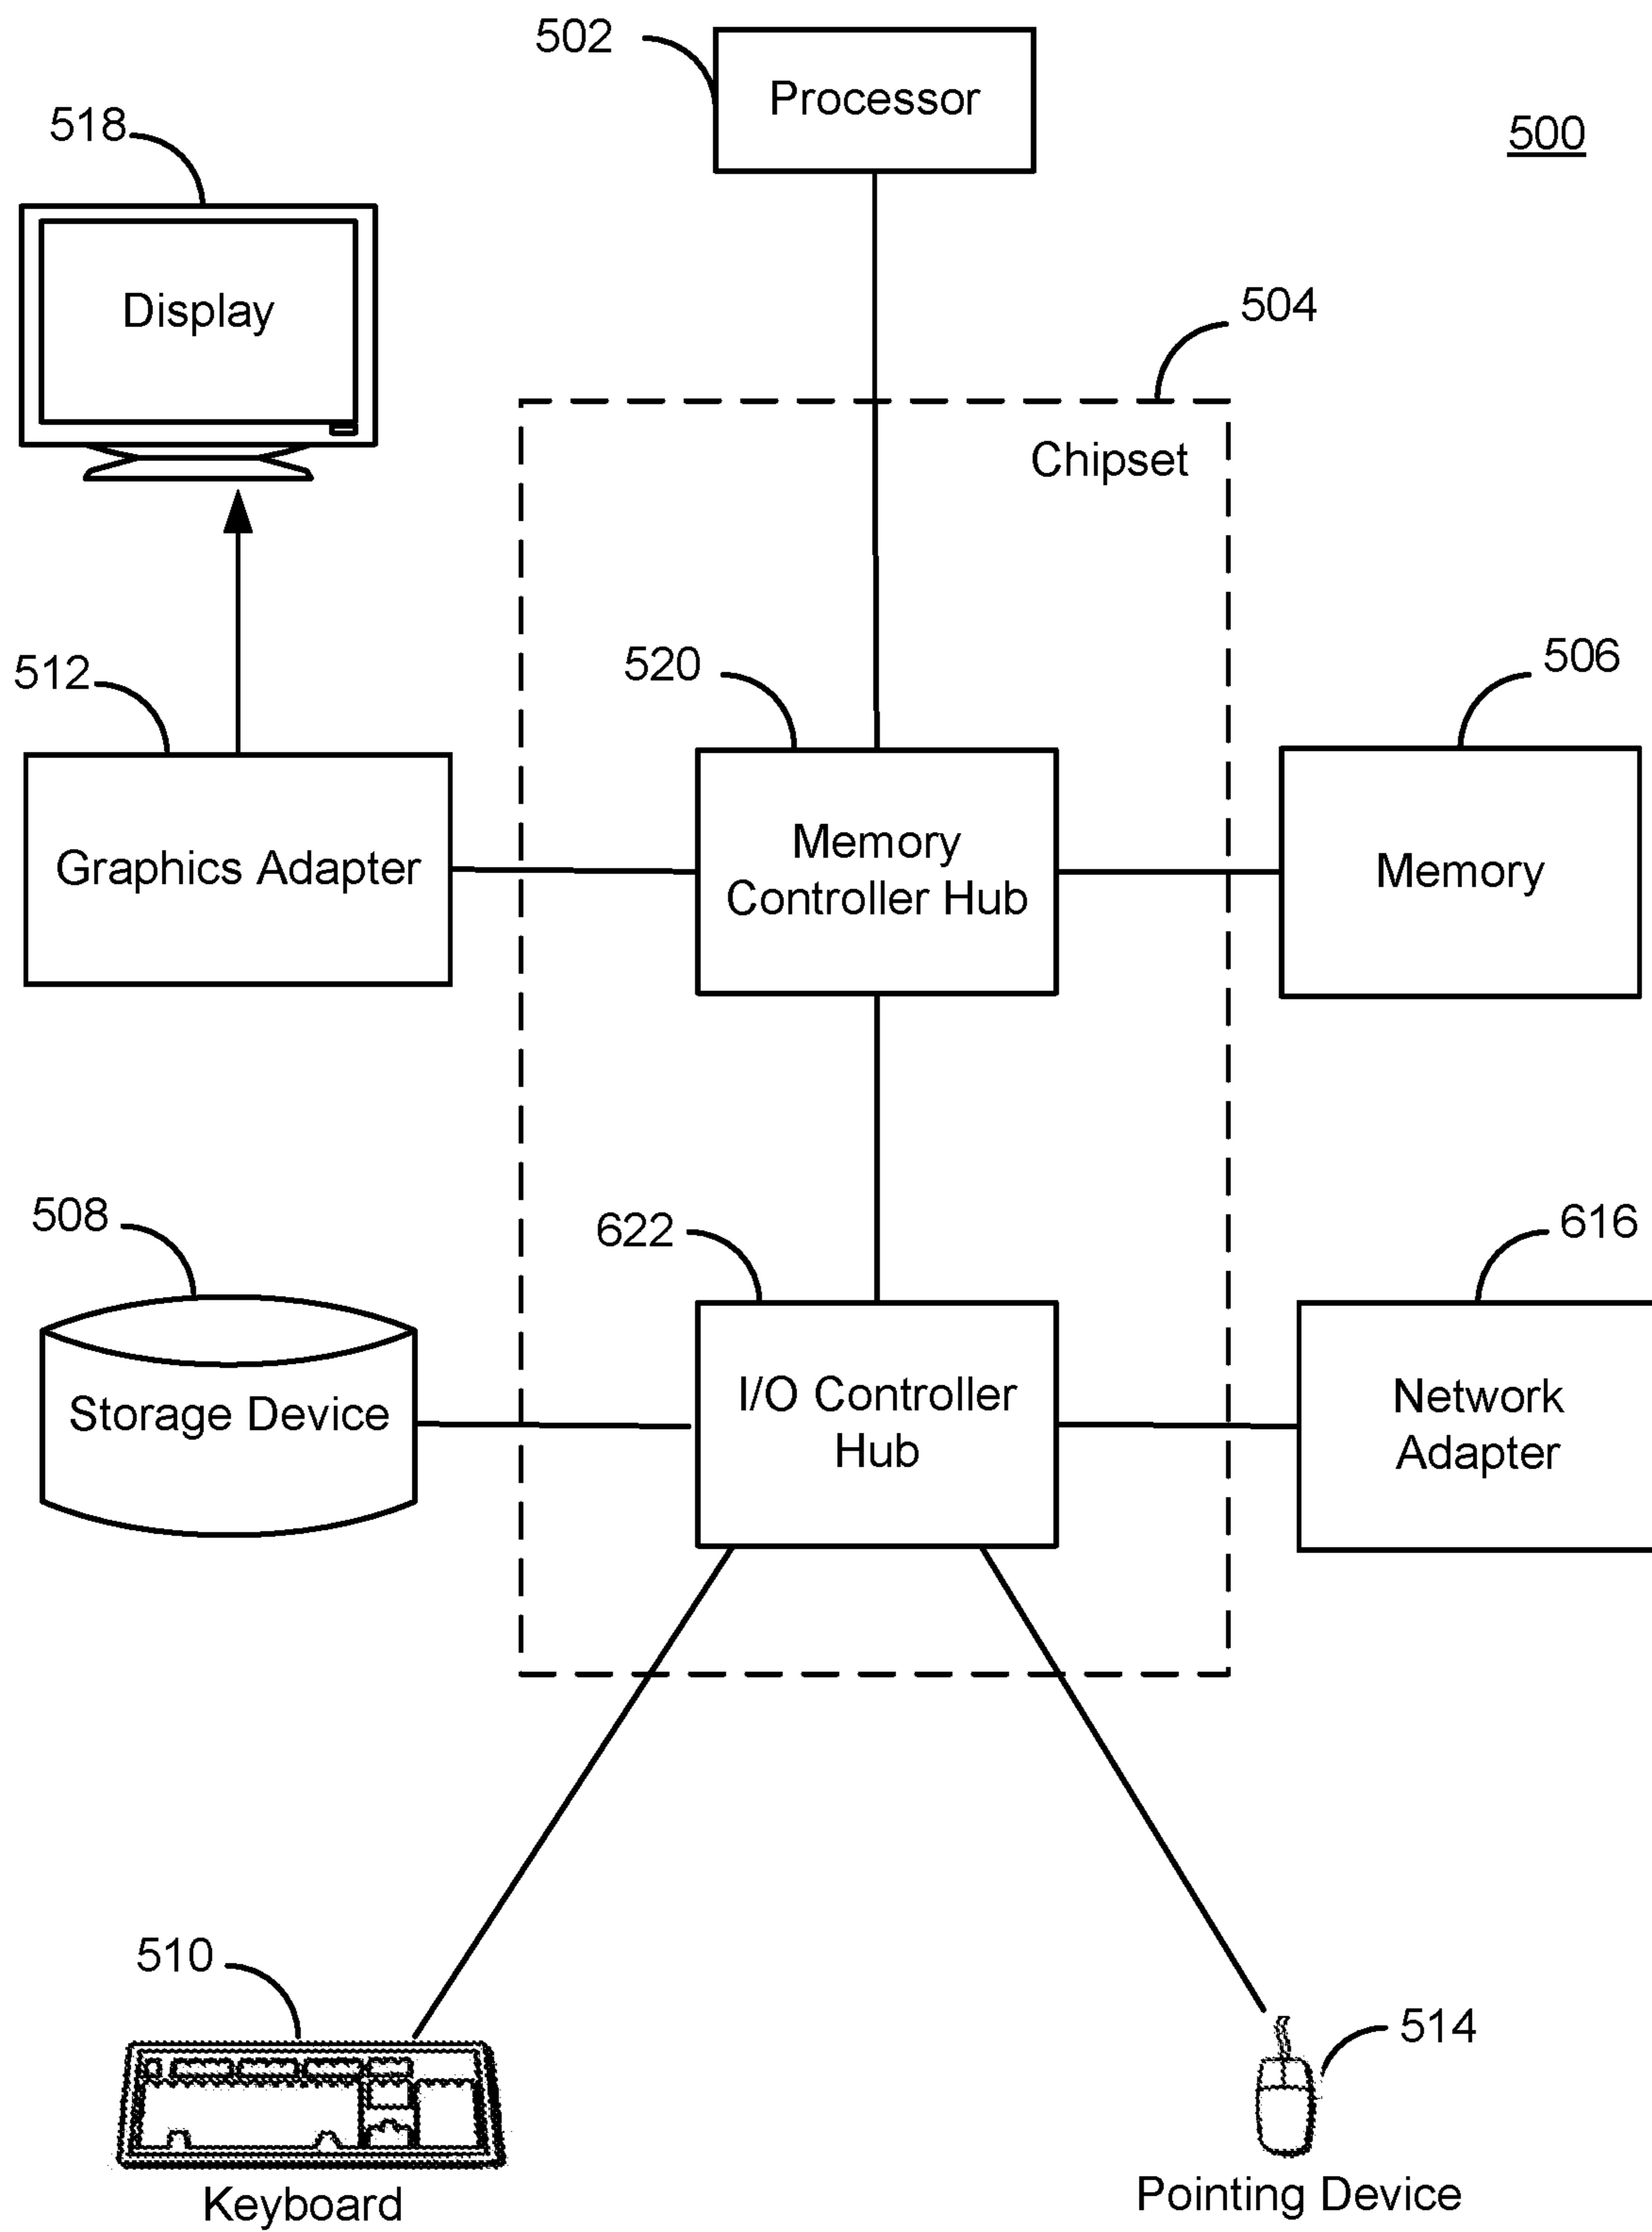 502
Processor
518
500
Display
504
Chipset
512
520
506
Graphics Adapter
Memory
Controller Hub
Memory
508
622
616
Storage Device
I/O Controller
Hub
Network
Adapter
510
514
Keyboard
Pointing Device